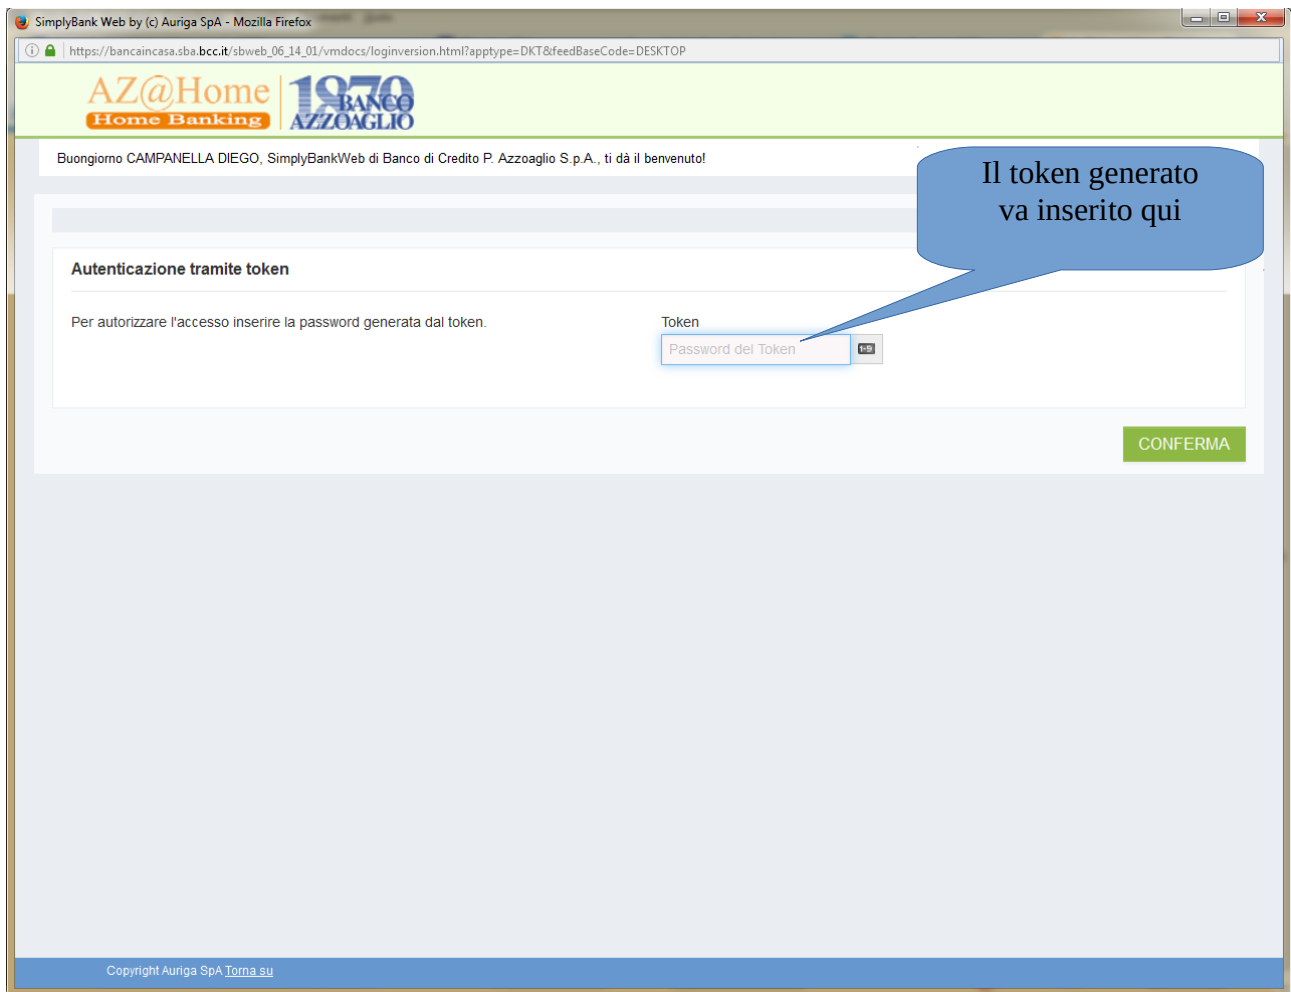 SimplyBank Web by (c) Auriga SpA - Mozilla Firefox
https://bancaincasa.sba.bcc.it/sbweb_06_14_01/vmdocs/loginversion.html?apptype=DKT&feedBaseCode=DESKTOP
AZ@Home
Home Banking
1870
BANCO
AZZOAGLIO
Buongiorno CAMPANELLA DIEGO, SimplyBankWeb di Banco di Credito P. Azzoaglio S.p.A., ti dà il benvenuto!
Il token generato
va inserito qui
Autenticazione tramite token
Per autorizzare l'accesso inserire la password generata dal token.
Token
Password del Token
CONFERMA
Copyright Auriga SpA Torna su